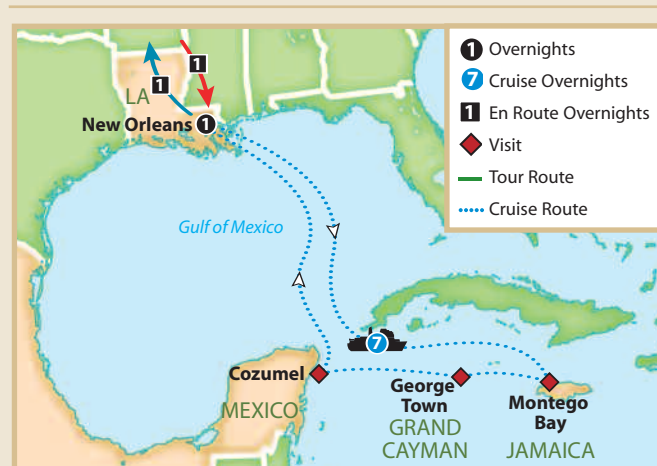 1 Overnights
7 Cruise Overnights
1 En Route Overnights
Visit
Tour Route
Cruise Route
1
1
LA
New Orleans 1
Gulf of Mexico
7
Cozumel
MEXICO
George
Town
GRAND
CAYMAN
Montego
Bay
JAMAICA